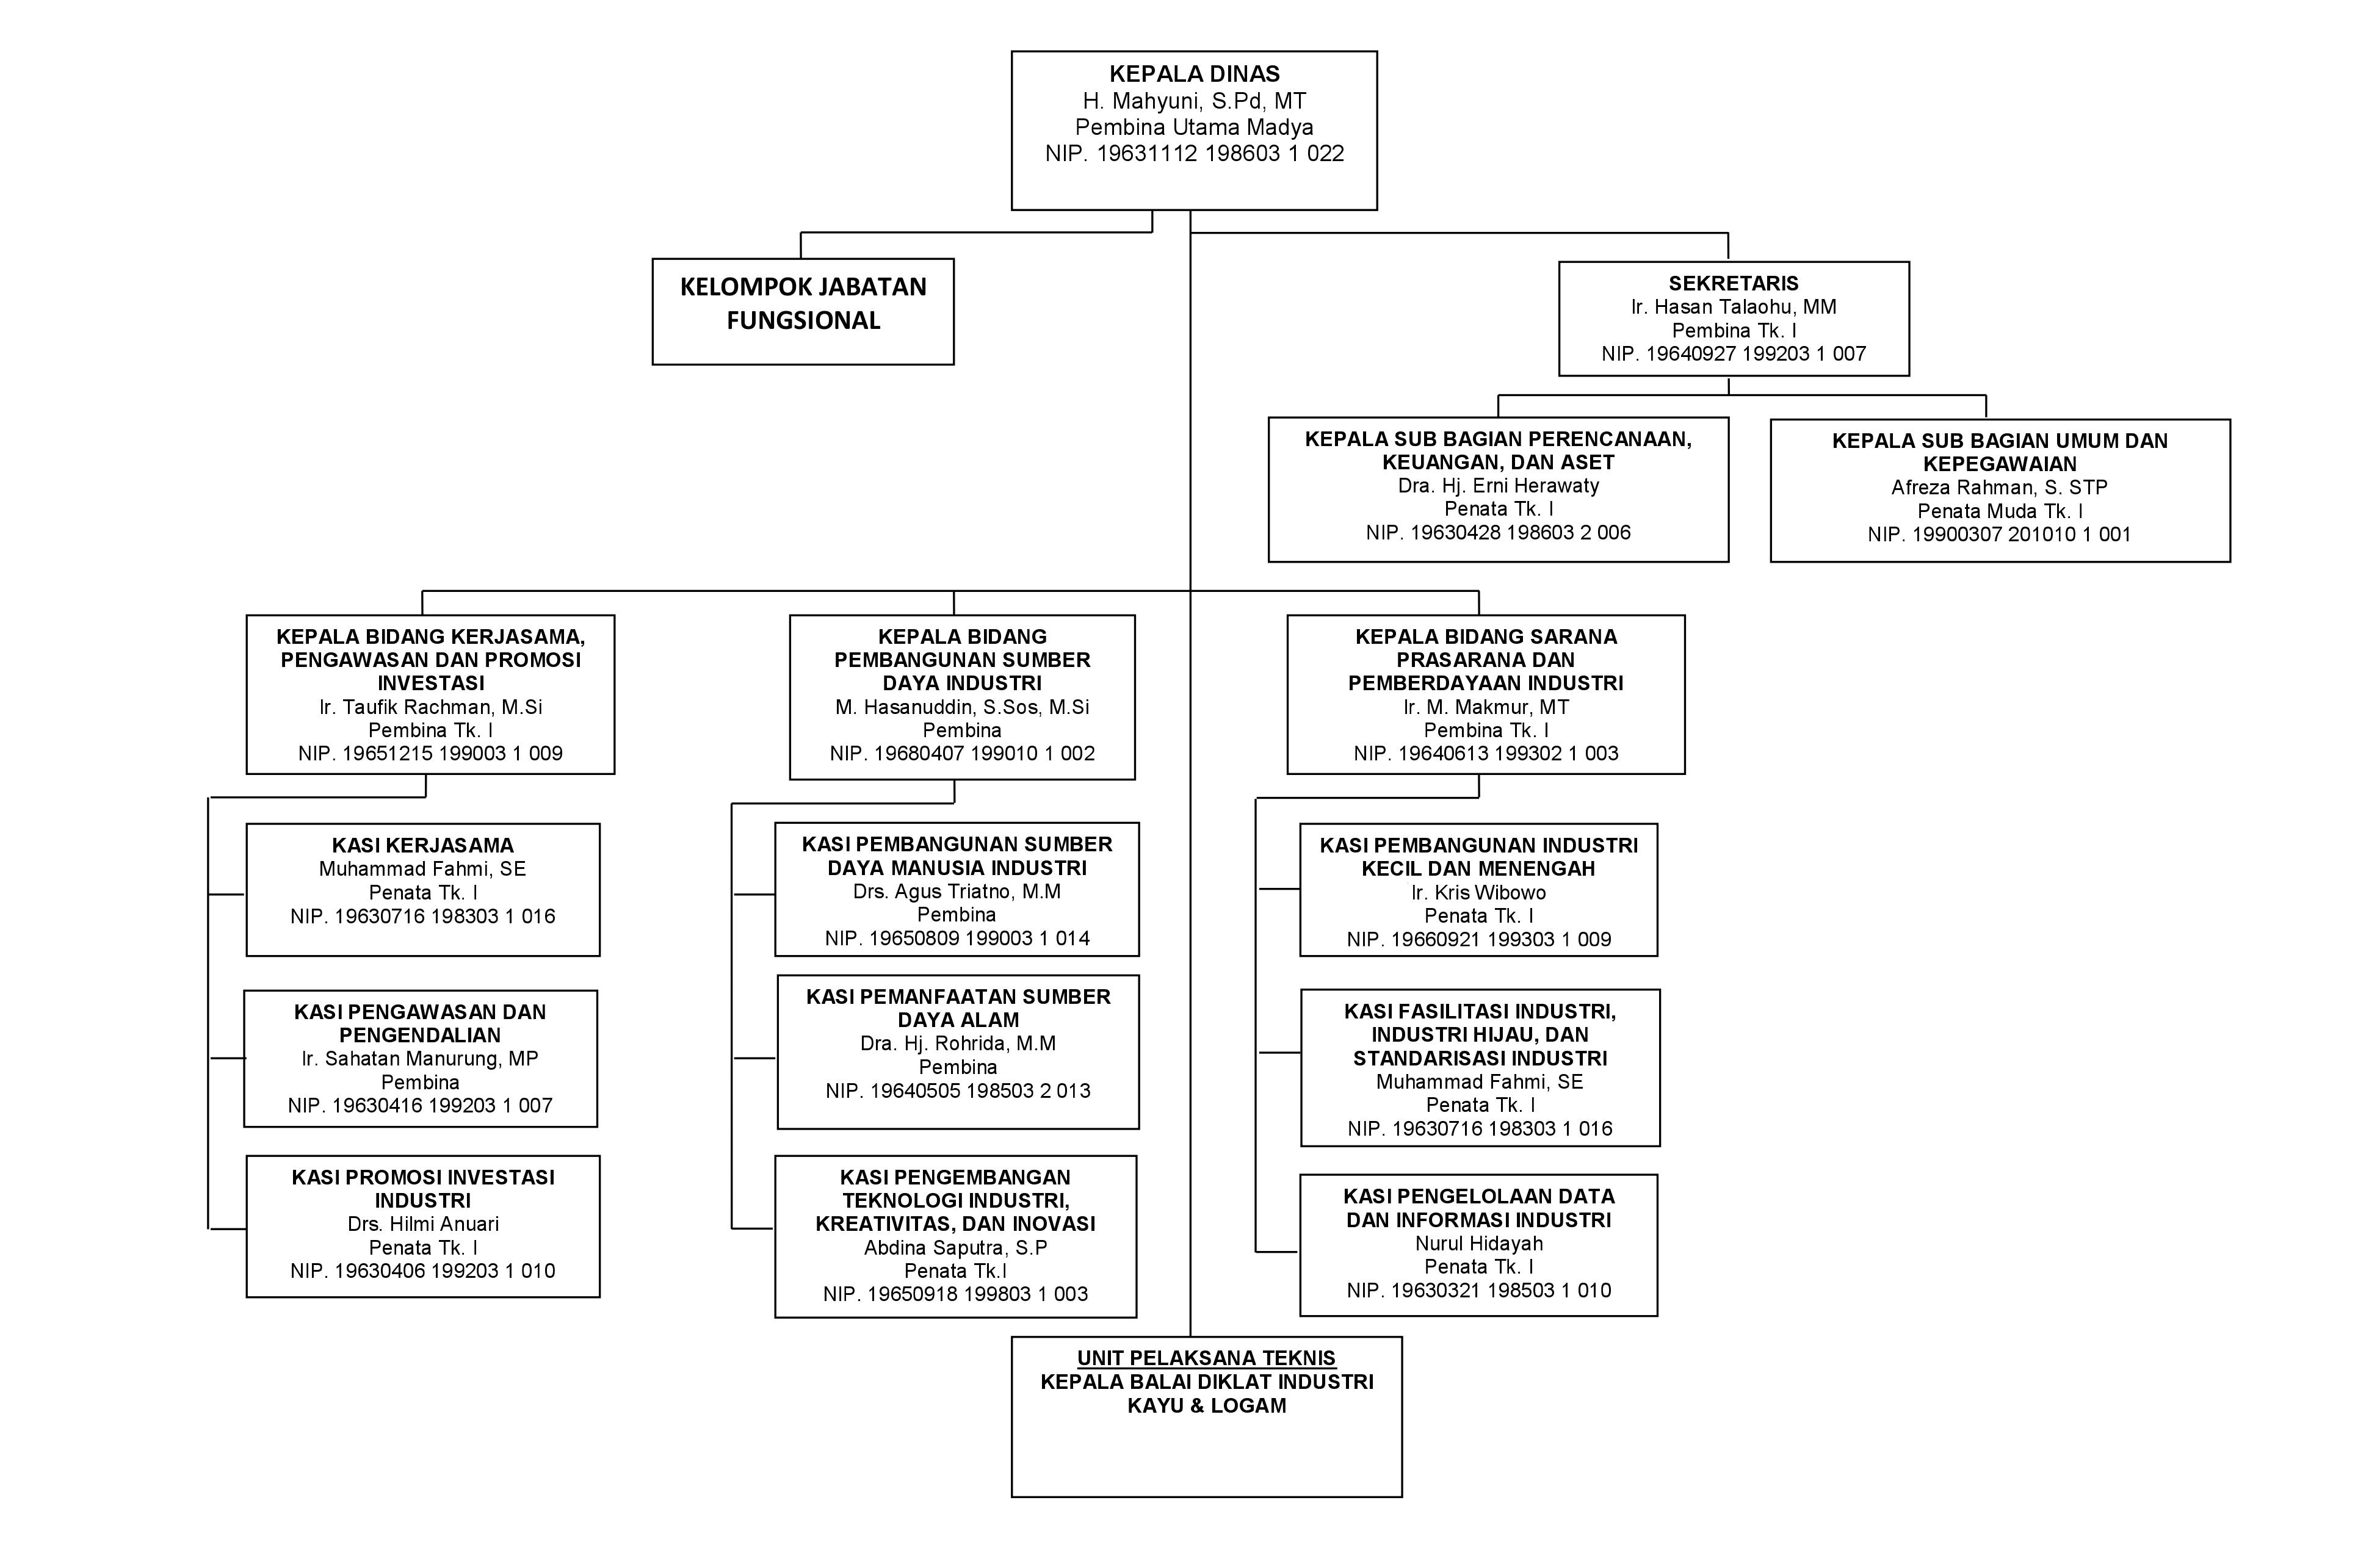 KEPALA DINAS
H. Mahyuni, S.Pd, MT
Pembina Utama Madya
NIP. 19631112 198603 1 022
KELOMPOK JABATAN
FUNGSIONAL
SEKRETARIS
Ir. Hasan Talaohu, MM
Pembina Tk. I
NIP. 19640927 199203 1 007
KEPALA SUB BAGIAN PERENCANAAN,
KEUANGAN, DAN ASET
Dra. Hj. Erni Herawaty
Penata Tk. I
NIP. 19630428 198603 2 006
KEPALA SUB BAGIAN UMUM DAN
KEPEGAWAIAN
Afreza Rahman, S. STP
Penata Muda Tk. I
NIP. 19900307 201010 1 001
KEPALA BIDANG KERJASAMA,
PENGAWASAN DAN PROMOSI
INVESTASI
Ir. Taufik Rachman, M.Si
Pembina Tk. I
NIP. 19651215 199003 1 009
KEPALA BIDANG
PEMBANGUNAN SUMBER
DAYA INDUSTRI
M. Hasanuddin, S.Sos, M.Si
Pembina
NIP. 19680407 199010 1 002
KEPALA BIDANG SARANA
PRASARANA DAN
PEMBERDAYAAN INDUSTRI
Ir. M. Makmur, MT
Pembina Tk. I
NIP. 19640613 199302 1 003
KASI KERJASAMA
Muhammad Fahmi, SE
Penata Tk. I
NIP. 19630716 198303 1 016
KASI PENGAWASAN DAN
PENGENDALIAN
Ir. Sahatan Manurung, MP
Pembina
NIP. 19630416 199203 1 007
KASI PROMOSI INVESTASI
INDUSTRI
Drs. Hilmi Anuari
Penata Tk. I
NIP. 19630406 199203 1 010
KASI PEMBANGUNAN SUMBER
DAYA MANUSIA INDUSTRI
Drs. Agus Triatno, M.M
Pembina
NIP. 19650809 199003 1 014
KASI PEMANFAATAN SUMBER
DAYA ALAM
Dra. Hj. Rohrida, M.M
Pembina
NIP. 19640505 198503 2 013
KASI PENGEMBANGAN
TEKNOLOGI INDUSTRI,
KREATIVITAS, DAN INOVASI
Abdina Saputra, S.P
Penata Tk.I
NIP. 19650918 199803 1 003
KASI PEMBANGUNAN INDUSTRI
KECIL DAN MENENGAH
Ir. Kris Wibowo
Penata Tk. I
NIP. 19660921 199303 1 009
KASI FASILITASI INDUSTRI,
INDUSTRI HIJAU, DAN
STANDARISASI INDUSTRI
Muhammad Fahmi, SE
Penata Tk. I
NIP. 19630716 198303 1 016
KASI PENGELOLAAN DATA
DAN INFORMASI INDUSTRI
Nurul Hidayah
Penata Tk. I
NIP. 19630321 198503 1 010
UNIT PELAKSANA TEKNIS
KEPALA BALAI DIKLAT INDUSTRI
KAYU & LOGAM